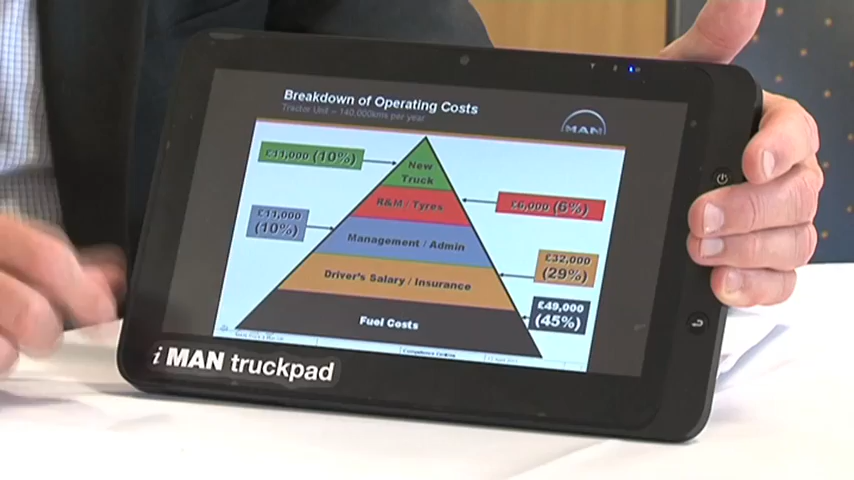 Breakdown of Operating Costs
Tractor Unit - 140,000kms per year
MAN
£11,000 (10%)
New
Truck
R&M / Tyres
£6,000 (6%)
£11,000
(10%)
Management / Admin
£32,000
(29%)
Driver's Salary / Insurance
£49,000
(45%)
Fuel Costs
Competence Centre
i MAN truckpad